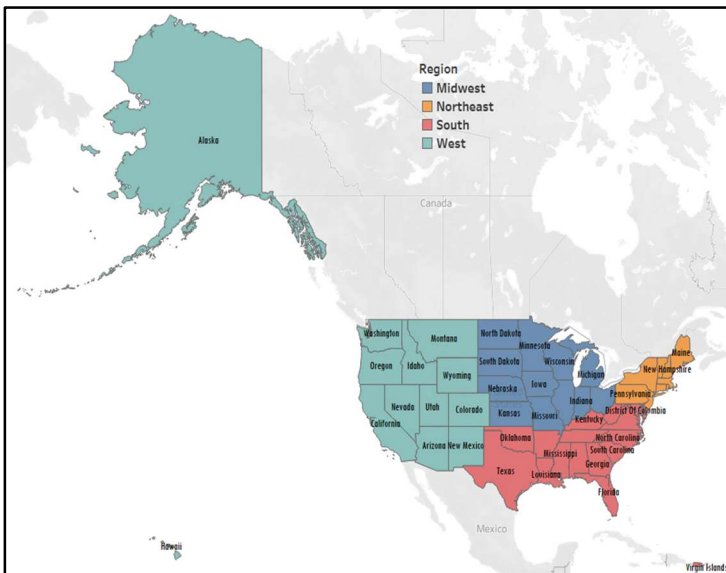 Region
Midwest
Northeast
South
West
Alaska
Canada
Washington
Montana
North Dakota
Minnesota
Maine
Oregon
Idaho
South Dakota
Wisconsin
Michigan
New Hampshire
Wyoming
Nebraska
Iowa
Pennsylvania
Nevada
Utah
Colorado
Kansas
Missouri
Indiana
District Of Colombia
California
Kentucky
Arizona
New Mexico
Oklahoma
North Carolina
Mississippi
South Carolina
Texas
Louisiana
Georgia
Florida
Mexico
Hawaii
Virgin Islands